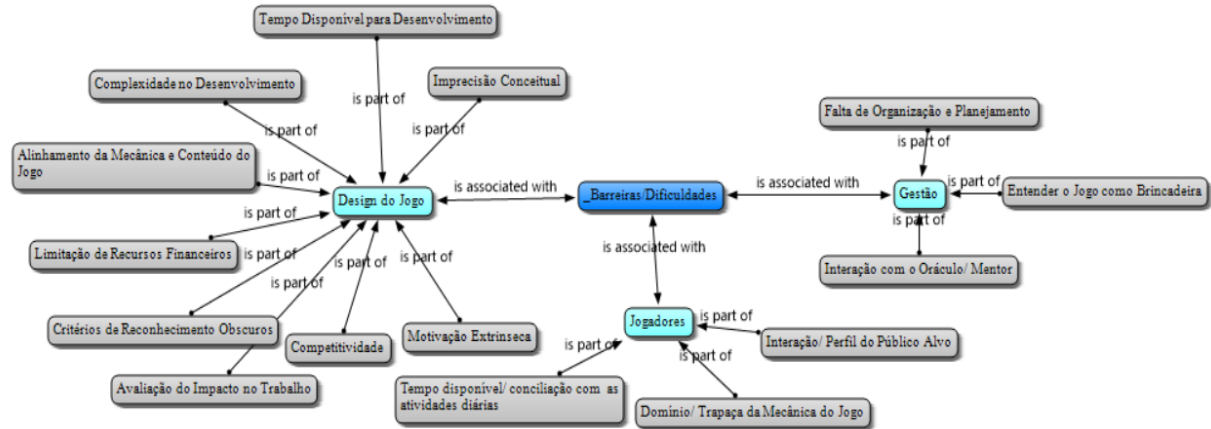 Tempo Disponível para Desenvolvimento
Complexidade no Desenvolvimento
Imprecisão Conceitual
is part of
is part of
is part of
Falta de Organização e Planejamento
is part of
Alinhamento da Mecânica e Conteúdo do
Jogo
is part of
Design do Jogo
is associated with
_Barreiras/Dificuldades
is associated with
Gestão
is part of
Entender o Jogo como Brincadeira
is part of
is part of
Limitação de Recursos Financeiros
is part of
is part of
is part of
is part of
is associated with
Interação com o Oráculo/ Mentor
Critérios de Reconhecimento Obscuros
Competitividade
Motivação Extrinseca
Jogadores
is part of
Interação/ Perfil do Público Alvo
is part of
is part of
Avaliação do Impacto no Trabalho
Tempo disponível/ conciliação com as
atividades diárias
Domínio/ Trapaça da Mecânica do Jogo